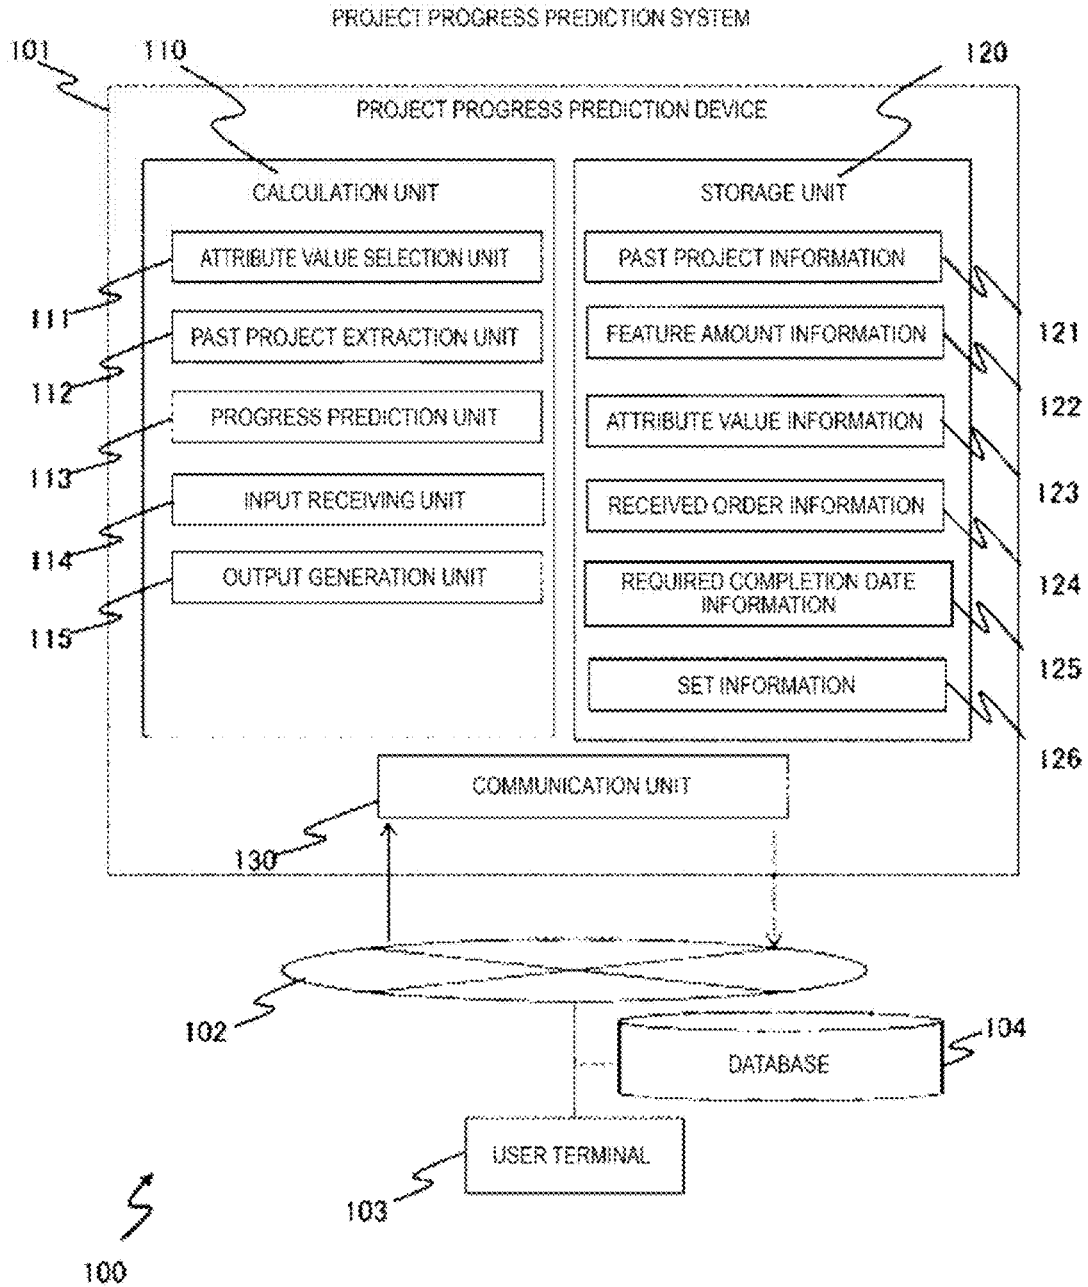 PROJECT PROGRESS PREDICTION SYSTEM
101
110
120
PROJECT PROGRESS PREDICTION DEVICE
CALCULATION UNIT
ATTRIBUTE VALUE SELECTION UNIT
111
PAST PROJECT EXTRACTION UNIT
112
PROGRESS PREDICTION UNIT
113
INPUT RECEIVING UNIT
114
OUTPUT GENERATION UNIT
115
STORAGE UNIT
PAST PROJECT INFORMATION
121
FEATURE AMOUNT INFORMATION
122
ATTRIBUTE VALUE INFORMATION
123
RECEIVED ORDER INFORMATION
124
REQUIRED COMPLETION DATE
INFORMATION
125
SET INFORMATION
126
COMMUNICATION UNIT
130
102
104
DATABASE
USER TERMINAL
103
100